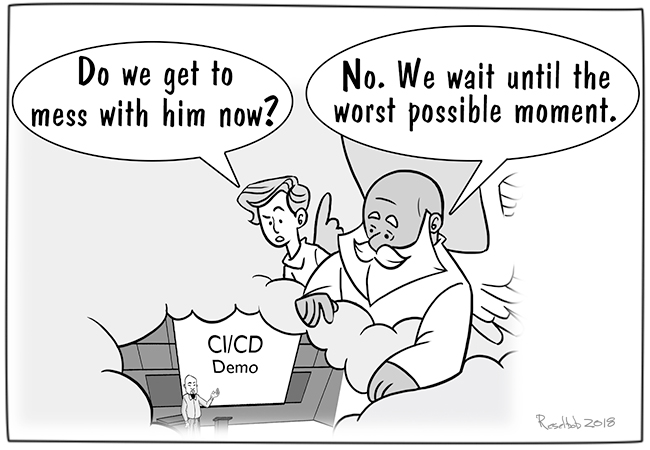 Do we get to
mess with him now?
No. We wait until the
worst possible moment.
CI/CD
Demo
Reselbob 2018